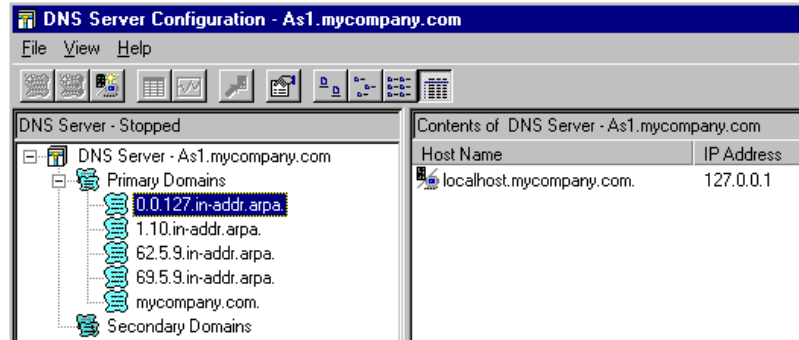 DNS Server Configuration - As1.mycompany.com
File View Help
DNS Server - Stopped
Contents of DNS Server - As1.mycompany.com
DNS Server - As1.mycompany.com
Primary Domains
0.0.127.in-addr.arpa.
1.10.in-addr.arpa.
62.5.9.in-addr.arpa.
69.5.9.in-addr.arpa.
mycompany.com.
Secondary Domains
Host Name IP Address
localhost.mycompany.com. 127.0.0.1